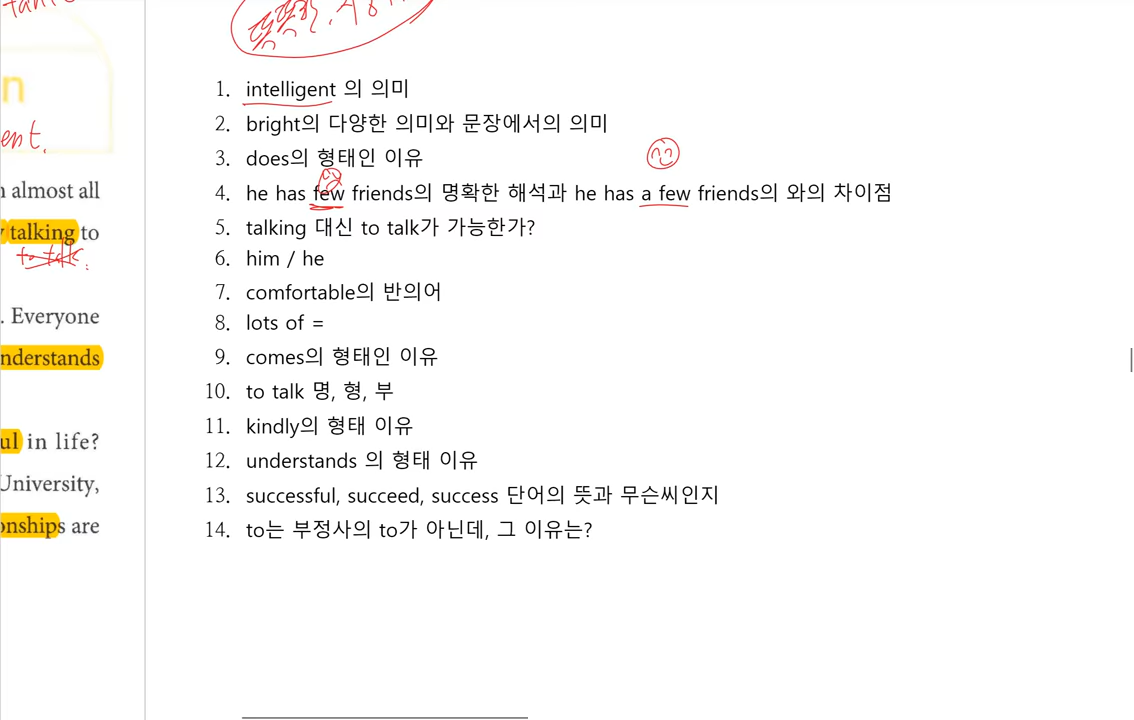 n
ent.
n almost all
talking to
to talk.
. Everyone
nderstands
ul in life?
University,
onships are
1. intelligent 의 의미
2. bright의 다양한 의미와 문장에서의 의미
3. does의 형태인 이유
4. he has few friends의 명확한 해석과 he has a few friends의 와의 차이점
5. talking 대신 to talk가 가능한가?
6. him / he
7. comfortable의 반의어
8. lots of =
9. comes의 형태인 이유
10. to talk 명, 형, 부
11. kindly의 형태 이유
12. understands 의 형태 이유
13. successful, succeed, success 단어의 뜻과 무슨씨인지
14. to는 부정사의 to가 아닌데, 그 이유는?